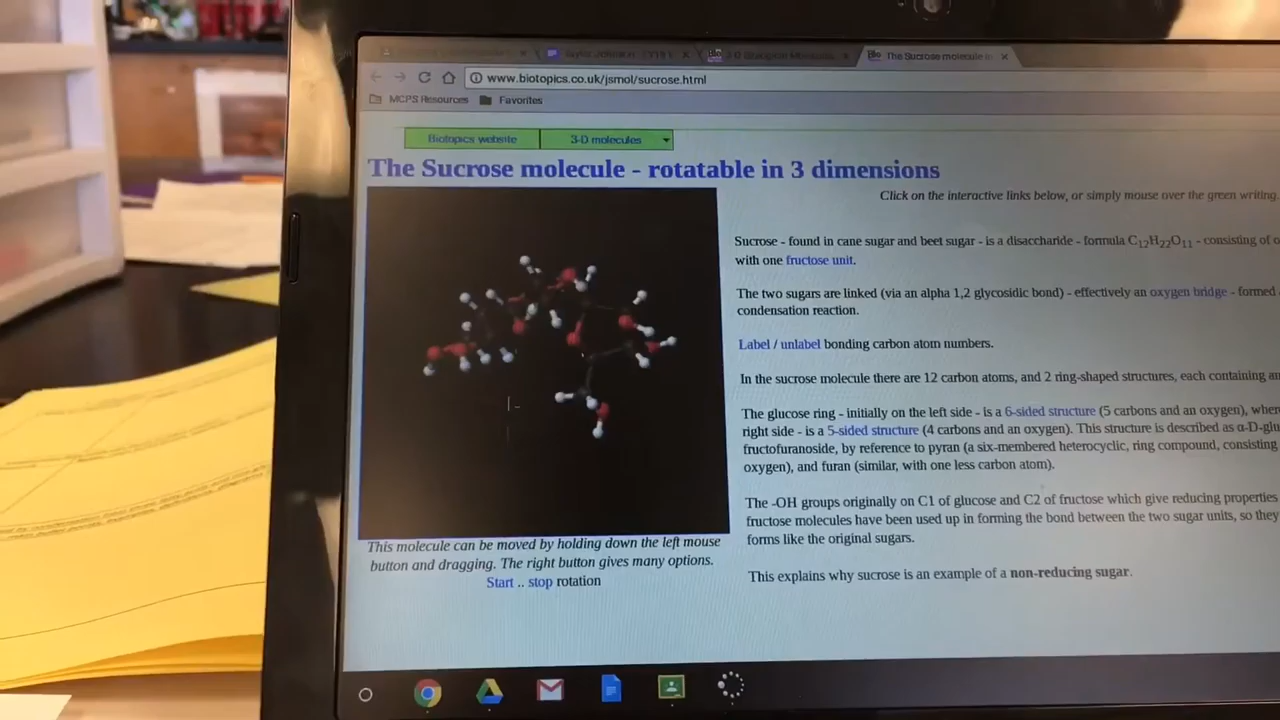 The Sucrose molecule in
www.biotopics.co.uk/jsmol/sucrose.html
MCPS Resources Favorites
Biotopics website 3-D molecules
The Sucrose molecule - rotatable in 3 dimensions
Click on the interactive links below, or simply mouse over the green writing.
Sucrose - found in cane sugar and beet sugar - is a disaccharide - formula C12H22O11 - consisting of
with one fructose unit.
The two sugars are linked (via an alpha 1,2 glycosidic bond) - effectively an oxygen bridge - formed
condensation reaction.
Label / unlabel bonding carbon atom numbers.
In the sucrose molecule there are 12 carbon atoms, and 2 ring-shaped structures, each containing
The glucose ring - initially on the left side - is a 6-sided structure (5 carbons and an oxygen),
right side - is a 5-sided structure (4 carbons and an oxygen). This structure is described as
fructofuranoside, by reference to pyran (a six-membered heterocyclic, ring compound, consisting
oxygen), and furan (similar, with one less carbon atom).
The -OH groups originally on C1 of glucose and C2 of fructose which give reducing properties
fructose molecules have been used up in forming the bond between the two sugar units, so they
forms like the original sugars.
This explains why sucrose is an example of a non-reducing sugar.
This molecule can be moved by holding down the left mouse
button and dragging. The right button gives many options.
Start .. stop rotation